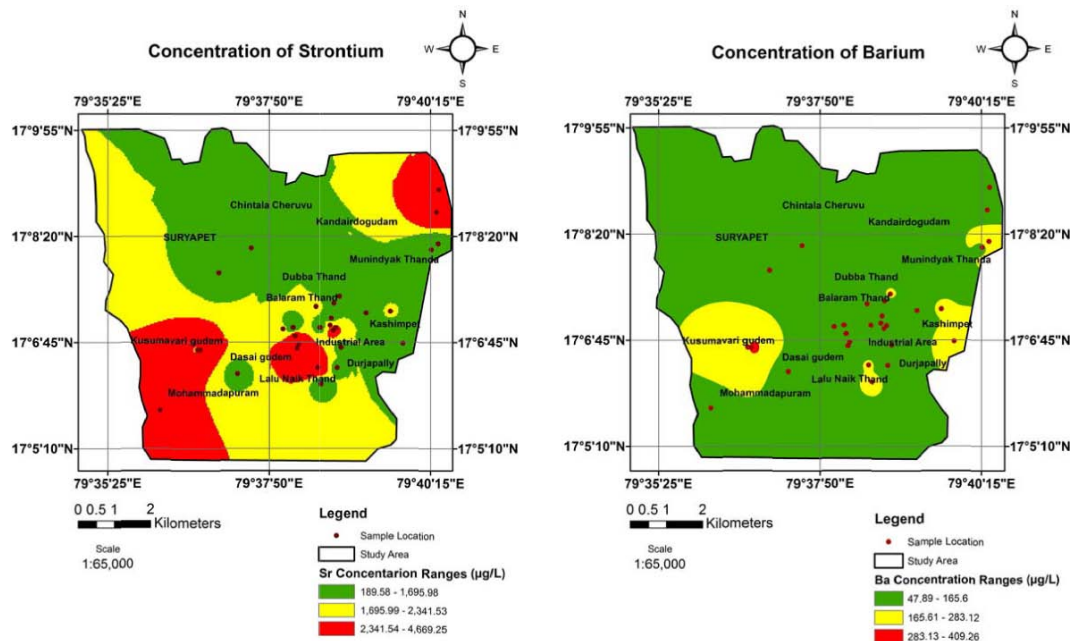 Concentration of Strontium
N
W E
S
79°35'25"E 79°37'50"E 79°40'15"E
17°9'55"N 17°9'55"N
Chintala Cheruvu
Kandairdogudam
17°8'20"N SURYAPET 17°8'20"N
Munindyak Thanda
Dubba Thand
Balaram Thand
Kashimpet
17°6'45"N Kusumavari gudem Industrial Area 17°6'45"N
Dasai gudem Durjapally
Lalu Naik Thand
Mohammadapuram
17°5'10"N 17°5'10"N
79°35'25"E 79°37'50"E 79°40'15"E
0 0.5 1 2
Kilometers
Scale
1:65,000
Legend
Sample Location
Study Area
Sr Concentarion Ranges (µg/L)
189.58 - 1,695.98
1,695.99 - 2,341.53
2,341.54 - 4,669.25
Concentration of Barium
N
W E
S
79°35'25"E 79°37'50"E 79°40'15"E
17°9'55"N 17°9'55"N
Chintala Cheruvu
Kandairdogudam
17°8'20"N SURYAPET 17°8'20"N
Munindyak Thanda
Dubba Thand
Balaram Thand
Kashimpet
17°6'45"N Kusumavari gudem Industrial Area 17°6'45"N
Dasai gudem Durjapally
Lalu Naik Thand
Mohammadapuram
17°5'10"N 17°5'10"N
79°35'25"E 79°37'50"E 79°40'15"E
0 0.5 1 2
Kilometers
Scale
1:65,000
Legend
Sample Location
Study Area
Ba Concentration Ranges (µg/L)
47.89 - 165.6
165.61 - 283.12
283.13 - 409.26